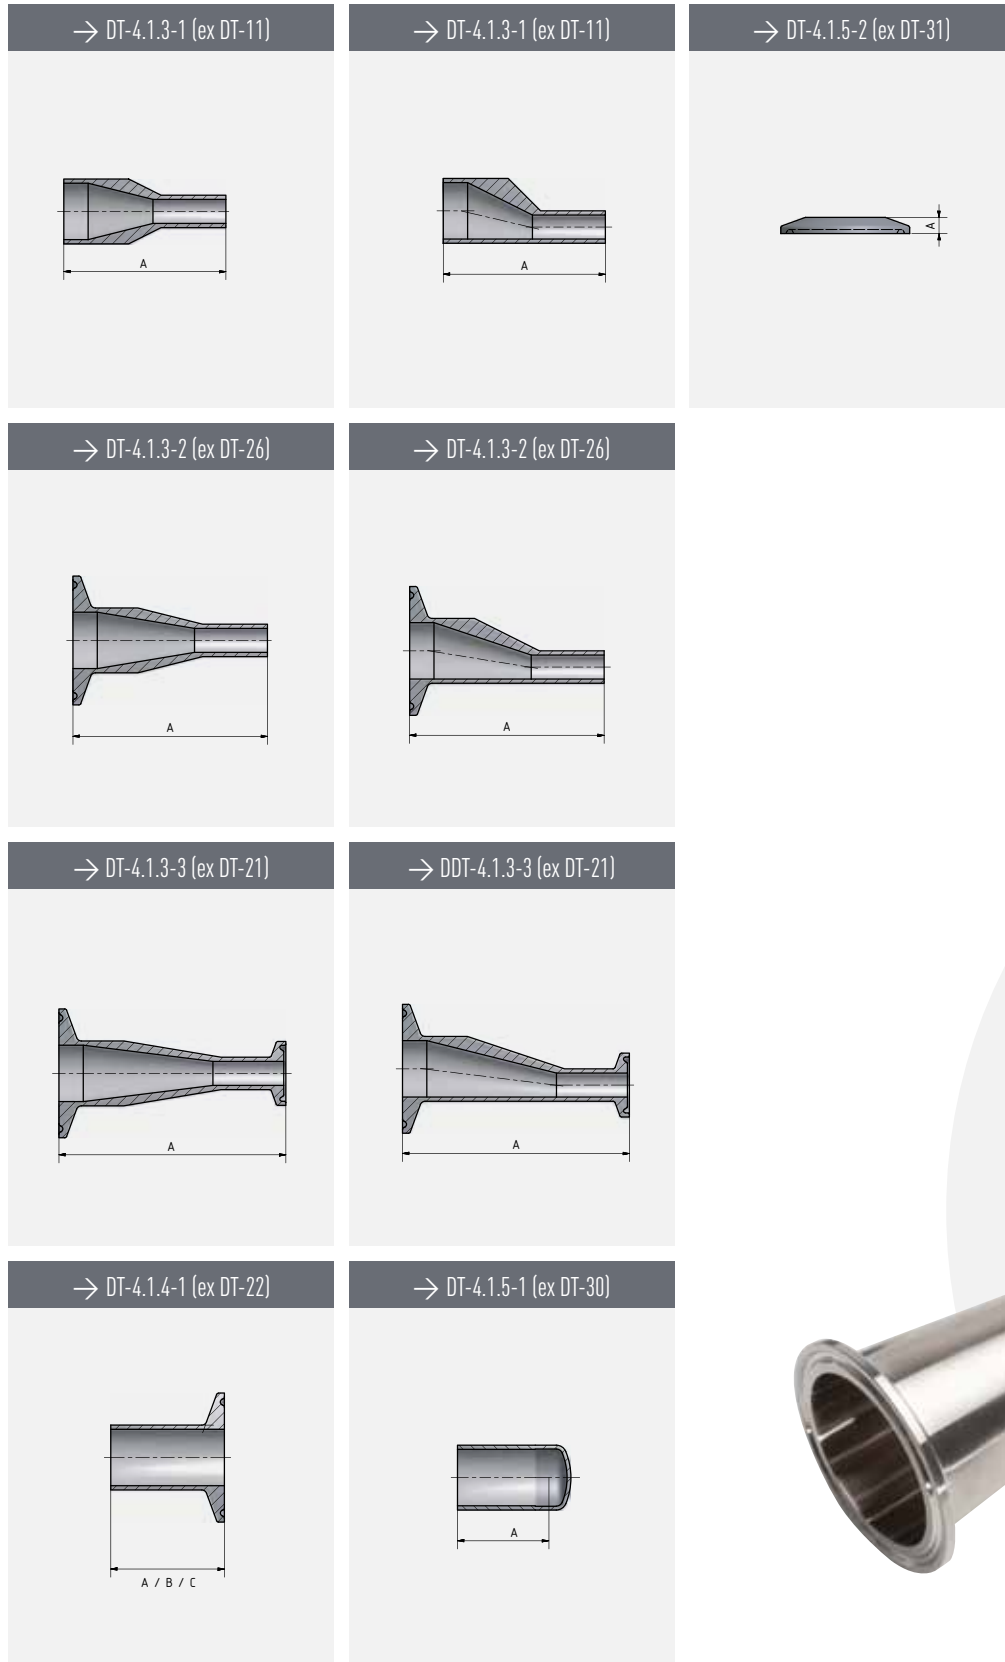 → DT-4.1.3-1 (ex DT-11)
→ DT-4.1.3-1 (ex DT-11)
→ DT-4.1.5-2 (ex DT-31)
A
A
A
→ DT-4.1.3-2 (ex DT-26)
→ DT-4.1.3-2 (ex DT-26)
A
A
→ DT-4.1.3-3 (ex DT-21)
→ DDT-4.1.3-3 (ex DT-21)
A
A
→ DT-4.1.4-1 (ex DT-22)
→ DT-4.1.5-1 (ex DT-30)
A / B / C
A